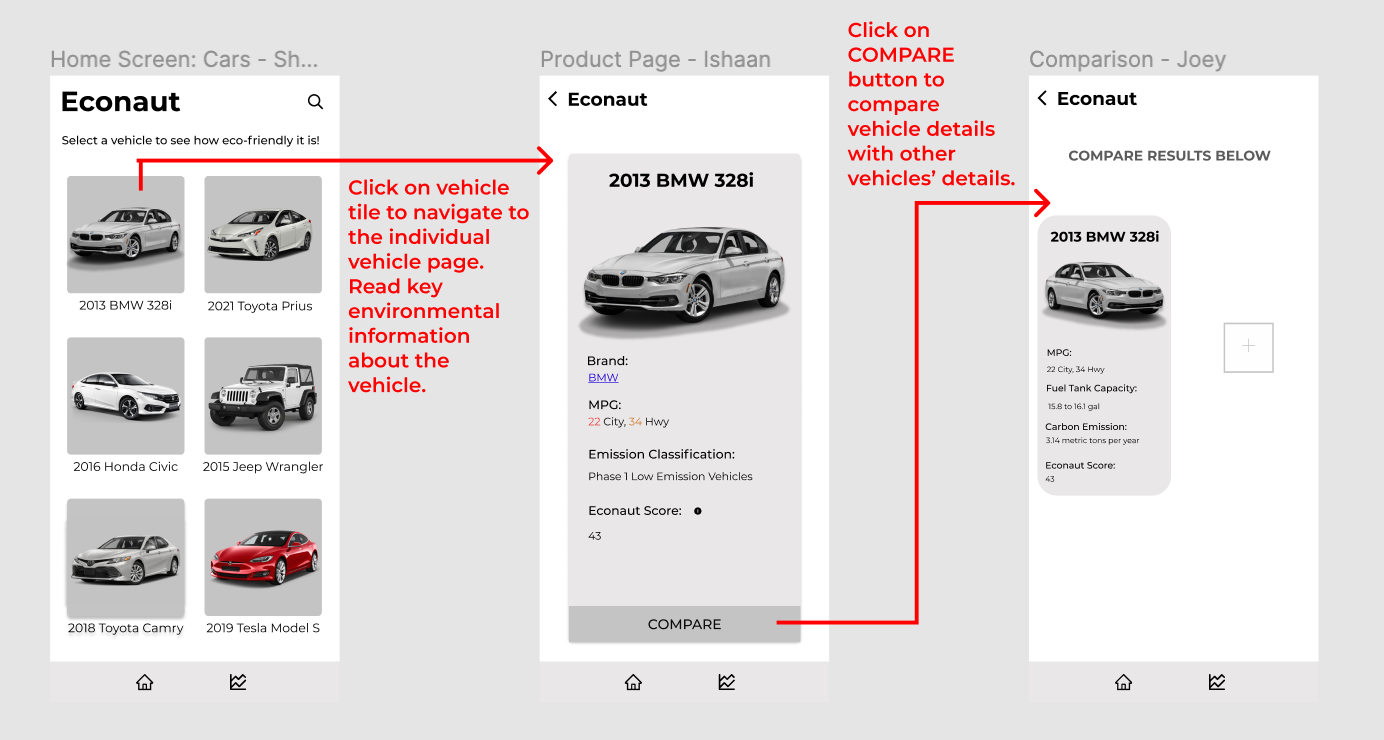 Home Screen: Cars - Sh...
Econaut
Select a vehicle to see how eco-friendly it is!
2013 BMW 328i
2021 Toyota Prius
2016 Honda Civic
2015 Jeep Wrangler
2018 Toyota Camry
2019 Tesla Model S
Click on vehicle
tile to navigate to
the individual
vehicle page.
Read key
environmental
information
about the
vehicle.
Product Page - Ishaan
Econaut
2013 BMW 328i
Brand:
BMW
MPG:
22 City, 34 Hwy
Emission Classification:
Phase 1 Low Emission Vehicles
Econaut Score:
43
COMPARE
Click on
COMPARE
button to
compare
vehicle details
with other
vehicles’ details.
Comparison - Joey
Econaut
COMPARE RESULTS BELOW
2013 BMW 328i
MPG:
22 City, 34 Hwy
Fuel Tank Capacity:
15.8 to 16.1 gal
Carbon Emission:
3.14 metric tons per year
Econaut Score:
43